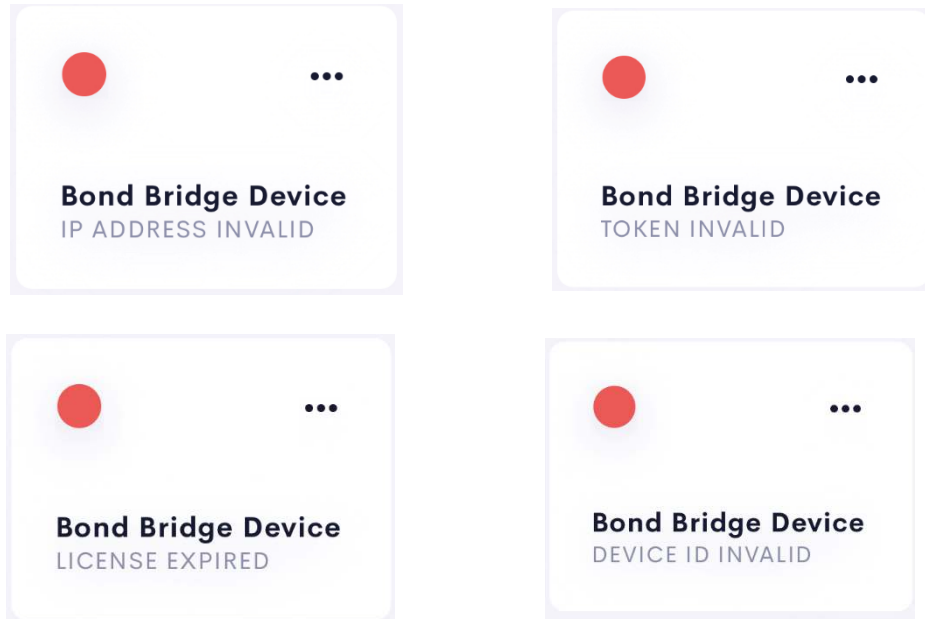 Bond Bridge Device
IP ADDRESS INVALID
Bond Bridge Device
TOKEN INVALID
Bond Bridge Device
LICENSE EXPIRED
Bond Bridge Device
DEVICE ID INVALID